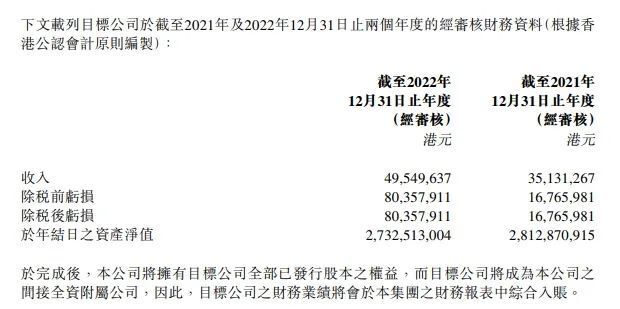 下文載列目標公司於截至2021年及2022年12月31日止兩個年度的經審核財務資料(根據香
港公認會計原則編製)：
截至2022年 截至2021年
12月31日止年度 12月31日止年度
(經審核) (經審核)
港元 港元
收入 49,549,637 35,131,267
除稅前虧損 80,357,911 16,765,981
除稅後虧損 80,357,911 16,765,981
於年結日之資產淨值 2,732,513,004 2,812,870,915
於完成後，本公司將擁有目標公司全部已發行股本之權益，而目標公司將成為本公司之
間接全資附屬公司，因此，目標公司之財務業績將會於本集團之財務報表中綜合入賬。